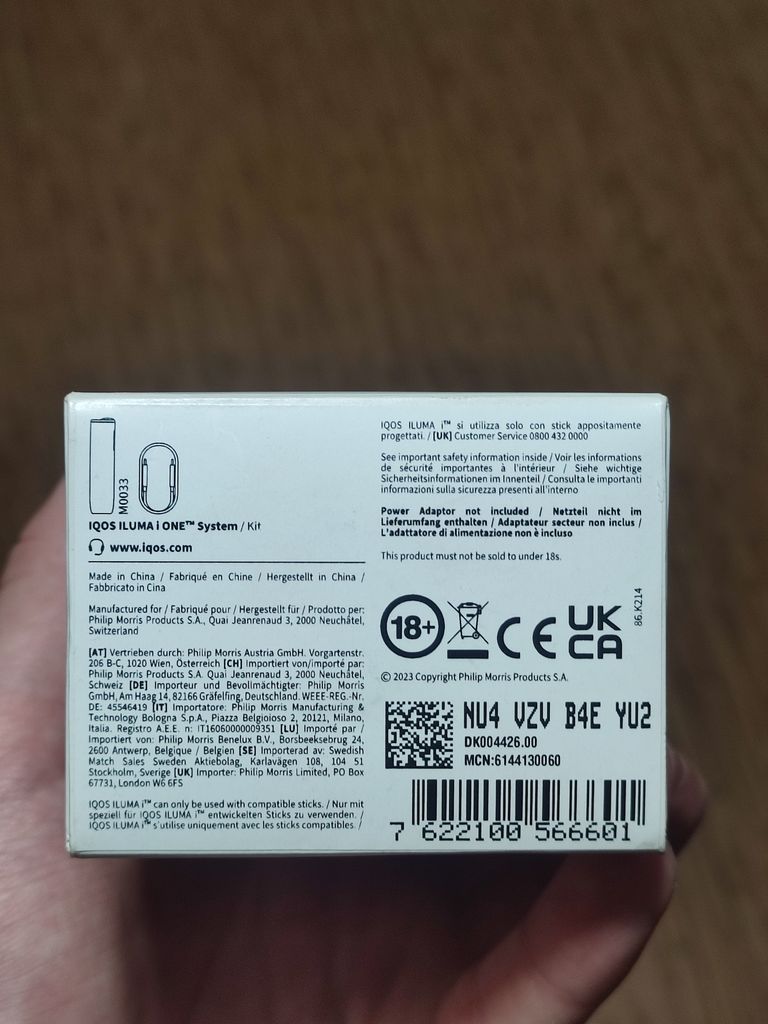 M0033
IQOS ILUMA i ONE™ System / Kit
www.iqos.com
Made in China / Fabriqué en Chine / Hergestellt in China /
Fabbricato in Cina
Manufactured for / Fabriqué pour / Hergestellt für / Prodotto per:
Philip Morris Products S.A., Quai Jeanrenaud 3, 2000 Neuchâtel,
Switzerland
[AT] Vertrieben durch: Philip Morris Austria GmbH. Vorgartenstr.
206 B-C, 1020 Wien, Österreich [CH] Importiert von/importé par:
Philip Morris Products S.A. Quai Jeanrenaud 3, 2000 Neuchâtel,
Schweiz [DE] Importeur und Bevollmächtigter: Philip Morris
GmbH, Am Haag 14, 82166 Gräfelfing, Deutschland. WEEE-REG.-Nr.
DE: 45546419 [IT] Importatore: Philip Morris Manufacturing &
Technology Bologna S.p.A., Piazza Belgioioso 2, 20121, Milano,
Italia. Registro A.E.E. n: IT16060000009351 [LU] Importé par /
Importiert von: Philip Morris Benelux B.V., Borsbeeksebrug 24,
2600 Antwerp, Belgique / Belgien [SE] Importerad av: Swedish
Match Sales Sweden Aktiebolag, Karlavägen 108, 104 51
Stockholm, Sverige [UK] Importer: Philip Morris Limited, PO Box
67731, London W6 6FS
IQOS ILUMA i™ can only be used with compatible sticks. / Nur mit
speziell für IQOS ILUMA i™ entwickelten Sticks zu verwenden. /
IQOS ILUMA i™ s'utilise uniquement avec les sticks compatibles. /
IQOS ILUMA i™ si utilizza solo con stick appositamente
progettati. / [UK] Customer Service 0800 432 0000
See important safety information inside / Voir les informations
de sécurité importantes à l'intérieur / Siehe wichtige
Sicherheitsinformationen im Innenteil / Consulta le importanti
informazioni sulla sicurezza presenti all'interno
Power Adaptor not included / Netzteil nicht im
Lieferumfang enthalten / Adaptateur secteur non inclus /
L'adattatore di alimentazione non è incluso
This product must not be sold to under 18s.
18+
CE
UK
CA
86.K214
© 2023 Copyright Philip Morris Products S.A.
NU4 VZV B4E YU2
DK004426.00
MCN:6144130060
7 622100 566601